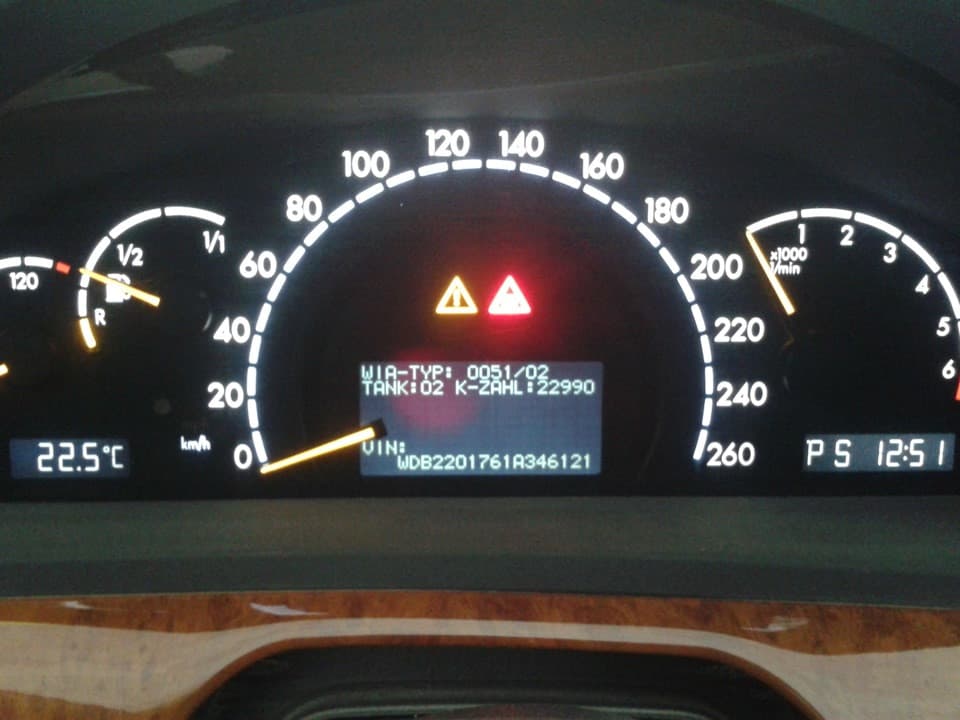 120
140
100
160
80
180
60
200
40
220
20
240
0
260
km/h
1/2
1/1
R
120
1
2
3
4
5
6
x1000
1/min
WIA-TYP: 0051/02
TANK:02 K-ZAHL:22990
VIN:
WDB2201761A346121
22.5°C
P S 12:51